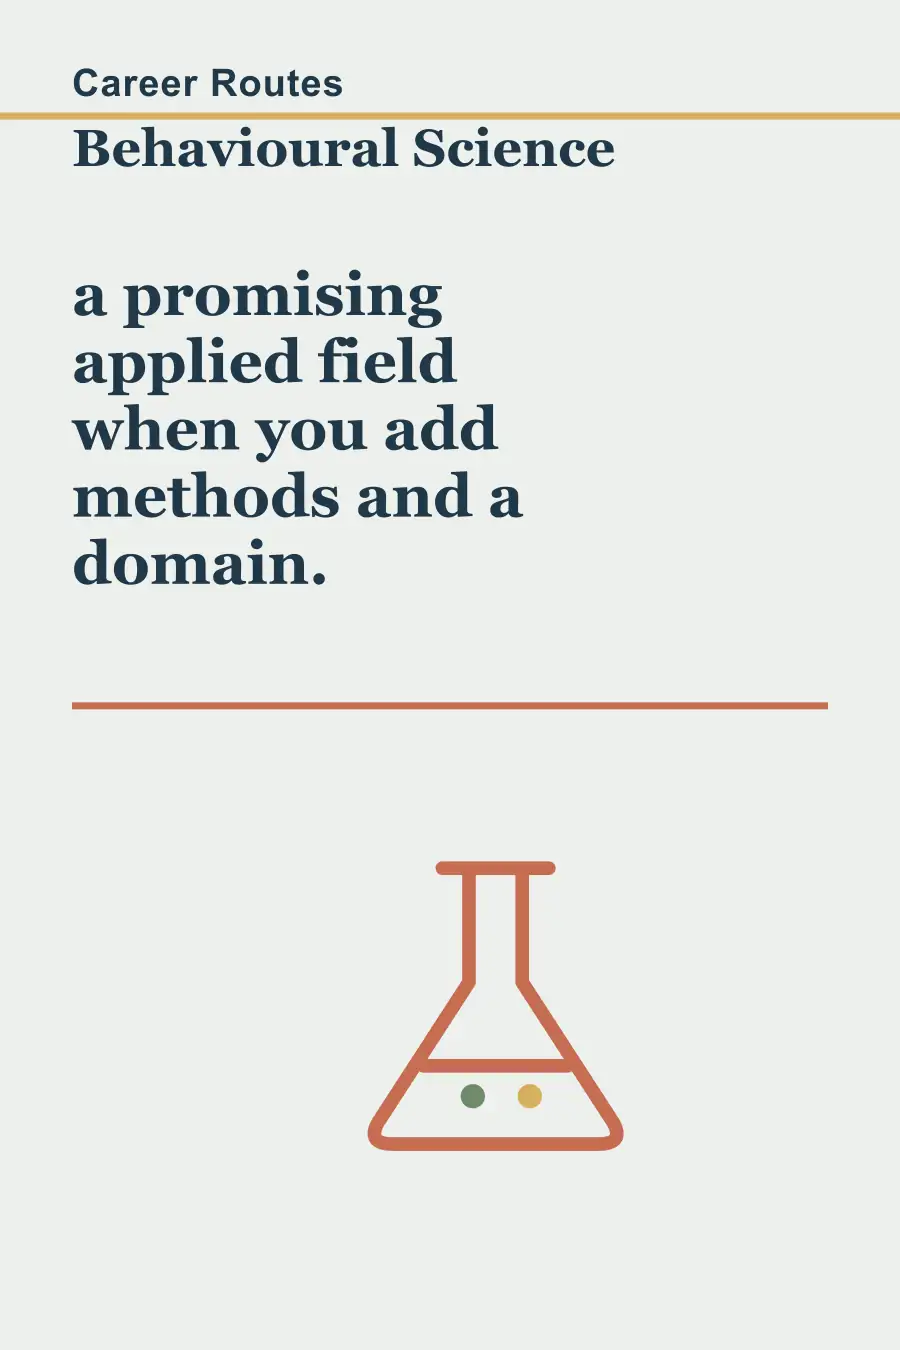 Career Routes
Behavioural Science
a promising
applied field
when you add
methods and a
domain.